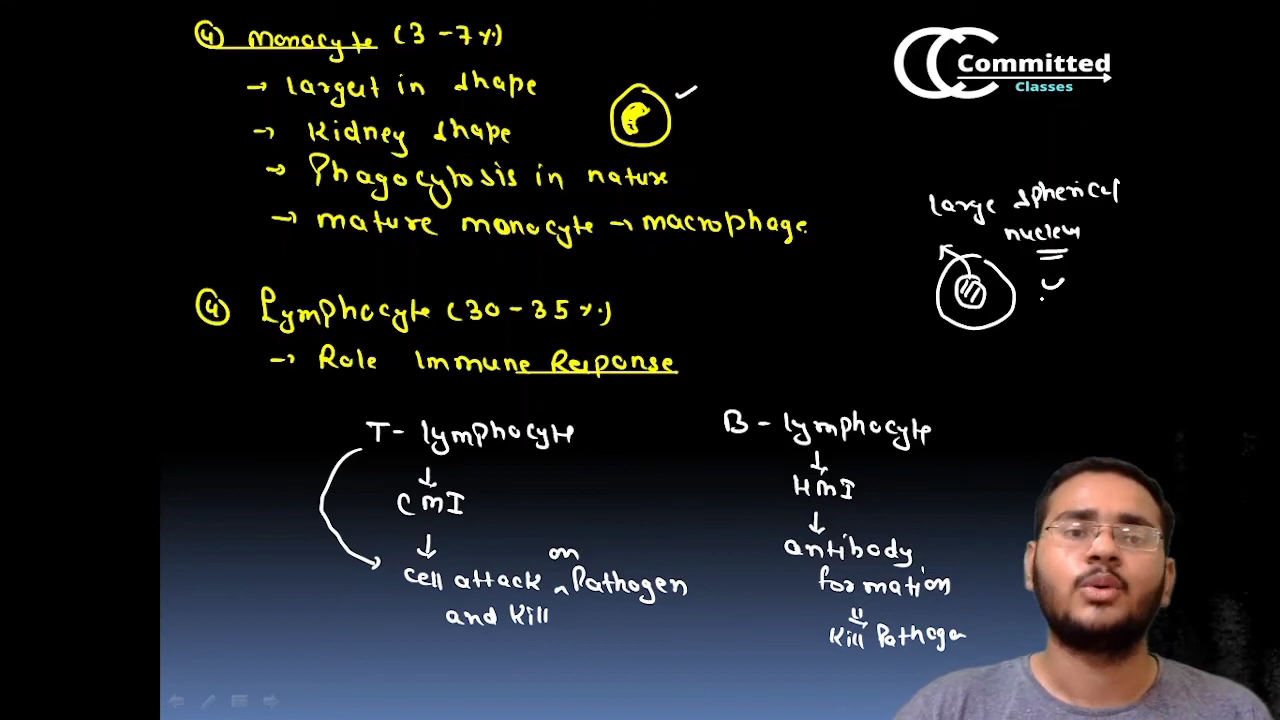 ④ monocyte (3-7%)
→ largest in shape
→ Kidney shape
→ Phagocytosis in nature
→ mature monocyte → macrophage
CC Committed
Classes
large spherical
nucleus
④ Lymphocyte (30-35%)
→ Role Immune Response
T- lymphocyte
↓
CMI
↓
cell attack on Pathogen
and Kill
B- lymphocyte
↓
HMI
↓
antibody
formation
⇓
Kill Pathoge